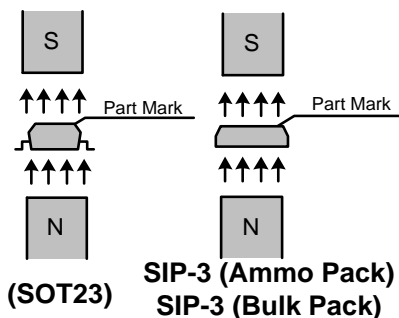 S
S
Part Mark
Part Mark
N
N
(SOT23)
SIP-3 (Ammo Pack)
SIP-3 (Bulk Pack)